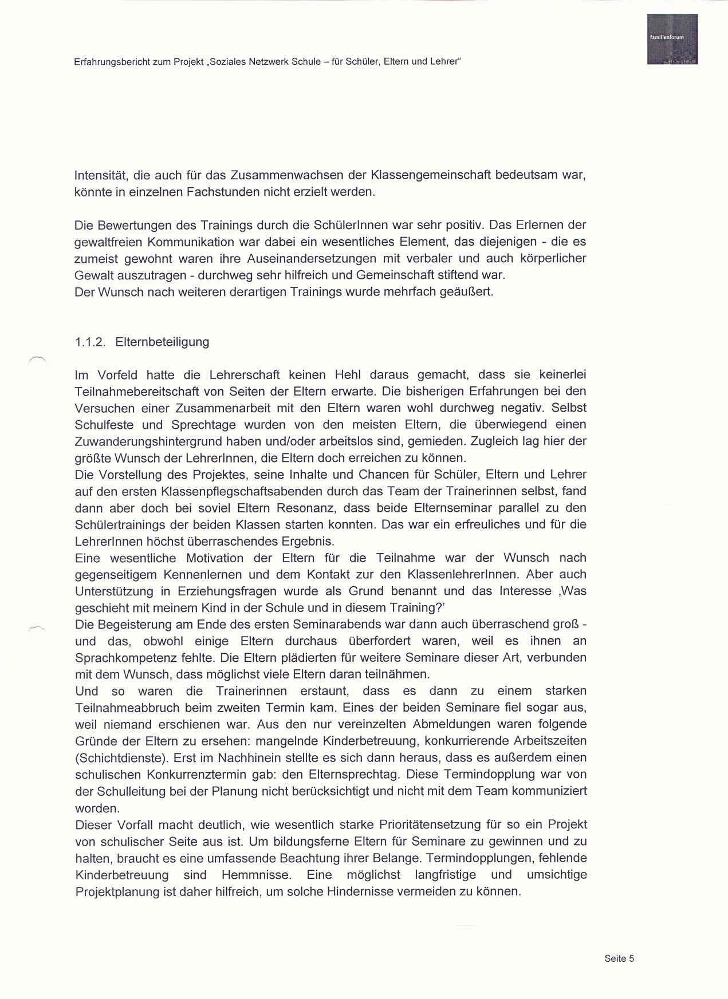 familienforum
edith stein
Erfahrungsbericht zum Projekt „Soziales Netzwerk Schule – für Schüler, Eltern und Lehrer“
Intensität, die auch für das Zusammenwachsen der Klassengemeinschaft bedeutsam war,
könnte in einzelnen Fachstunden nicht erzielt werden.
Die Bewertungen des Trainings durch die SchülerInnen war sehr positiv. Das Erlernen der
gewaltfreien Kommunikation war dabei ein wesentliches Element, das diejenigen - die es
zumeist gewohnt waren ihre Auseinandersetzungen mit verbaler und auch körperlicher
Gewalt auszutragen - durchweg sehr hilfreich und Gemeinschaft stiftend war.
Der Wunsch nach weiteren derartigen Trainings wurde mehrfach geäußert.
1.1.2. Elternbeteiligung
Im Vorfeld hatte die Lehrerschaft keinen Hehl daraus gemacht, dass sie keinerlei
Teilnahmebereitschaft von Seiten der Eltern erwarte. Die bisherigen Erfahrungen bei den
Versuchen einer Zusammenarbeit mit den Eltern waren wohl durchweg negativ. Selbst
Schulfeste und Sprechtage wurden von den meisten Eltern, die überwiegend einen
Zuwanderungshintergrund haben und/oder arbeitslos sind, gemieden. Zugleich lag hier der
größte Wunsch der LehrerInnen, die Eltern doch erreichen zu können.
Die Vorstellung des Projektes, seine Inhalte und Chancen für Schüler, Eltern und Lehrer
auf den ersten Klassenpflegschaftsabenden durch das Team der Trainerinnen selbst, fand
dann aber doch bei soviel Eltern Resonanz, dass beide Elternseminar parallel zu den
Schülertrainings der beiden Klassen starten konnten. Das war ein erfreuliches und für die
LehrerInnen höchst überraschendes Ergebnis.
Eine wesentliche Motivation der Eltern für die Teilnahme war der Wunsch nach
gegenseitigem Kennenlernen und dem Kontakt zur den KlassenlehrerInnen. Aber auch
Unterstützung in Erziehungsfragen wurde als Grund benannt und das Interesse ‚Was
geschieht mit meinem Kind in der Schule und in diesem Training?’
Die Begeisterung am Ende des ersten Seminarabends war dann auch überraschend groß -
und das, obwohl einige Eltern durchaus überfordert waren, weil es ihnen an
Sprachkompetenz fehlte. Die Eltern plädierten für weitere Seminare dieser Art, verbunden
mit dem Wunsch, dass möglichst viele Eltern daran teilnähmen.
Und so waren die Trainerinnen erstaunt, dass es dann zu einem starken
Teilnahmeabbruch beim zweiten Termin kam. Eines der beiden Seminare fiel sogar aus,
weil niemand erschienen war. Aus den nur vereinzelten Abmeldungen waren folgende
Gründe der Eltern zu ersehen: mangelnde Kinderbetreuung, konkurrierende Arbeitszeiten
(Schichtdienste). Erst im Nachhinein stellte es sich dann heraus, dass es außerdem einen
schulischen Konkurrenztermin gab: den Elternsprechtag. Diese Termindopplung war von
der Schulleitung bei der Planung nicht berücksichtigt und nicht mit dem Team kommuniziert
worden.
Dieser Vorfall macht deutlich, wie wesentlich starke Prioritätensetzung für so ein Projekt
von schulischer Seite aus ist. Um bildungsferne Eltern für Seminare zu gewinnen und zu
halten, braucht es eine umfassende Beachtung ihrer Belange. Termindopplungen, fehlende
Kinderbetreuung sind Hemmnisse. Eine möglichst langfristige und umsichtige
Projektplanung ist daher hilfreich, um solche Hindernisse vermeiden zu können.
Seite 5